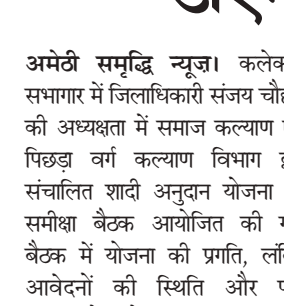 अमेठी समृद्धि न्यूज़। कलेक
सभागार में जिलाधिकारी संजय चौ
की अध्यक्षता में समाज कल्याण
पिछड़ा वर्ग कल्याण विभाग
संचालित शादी अनुदान योजना
समीक्षा बैठक आयोजित की
बैठक में योजना की प्रगति, लं
आवेदनों की स्थिति और